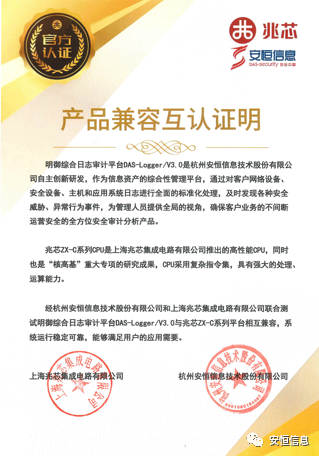 官方
认证
兆芯
安恒信息
DAS-security
产品兼容互认证明
明御综合日志审计平台DAS-Logger/V3.0是杭州安恒信息技术股份有限公
司自主创新研发，作为信息资产的综合性管理平台，通过对客户网络设备、
安全设备、主机和应用系统日志进行全面的标准化处理，及时发现各种安全
威胁、异常行为事件，为管理人员提供全局的视角，确保客户业务的不间断
运营安全的全方位安全审计分析产品。
兆芯ZX-C系列CPU是上海兆芯集成电路有限公司推出的高性能CPU，同时
也是“核高基”重大专项的研究成果，CPU采用复杂指令集，具有强大的处理、
运算能力。
经杭州安恒信息技术股份有限公司和上海兆芯集成电路有限公司联合测
试明御综合日志审计平台DAS-Logger/V3.0与兆芯ZX-C系列平台相互兼容，系
统运行稳定可靠，能够满足用户的应用需要。
上海兆芯集成电路有限公司
杭州安恒信息技术股份有限公司
安恒信息